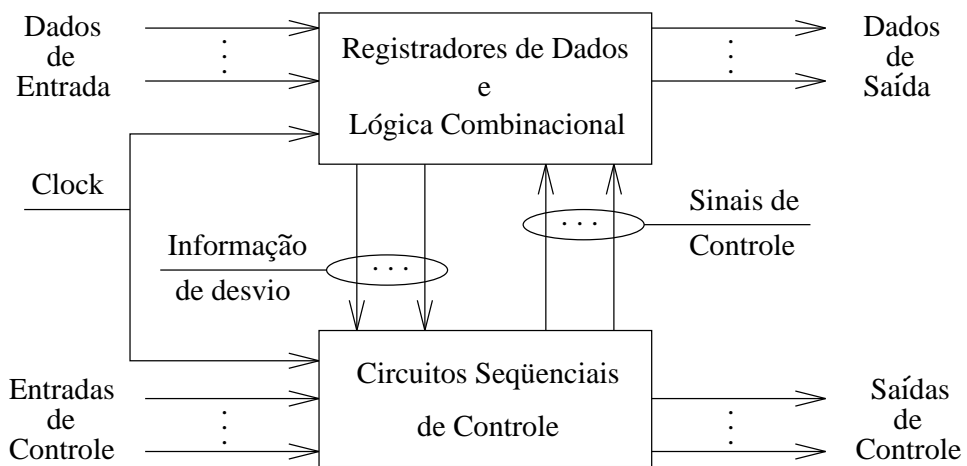 Dados
de
Entrada
Registradores de Dados
e
Lógica Combinacional
Dados
de
Saída
Clock
Informação
de desvio
Sinais de
Controle
Entradas
de
Controle
Circuitos Seqüenciais
de Controle
Saídas
de
Controle